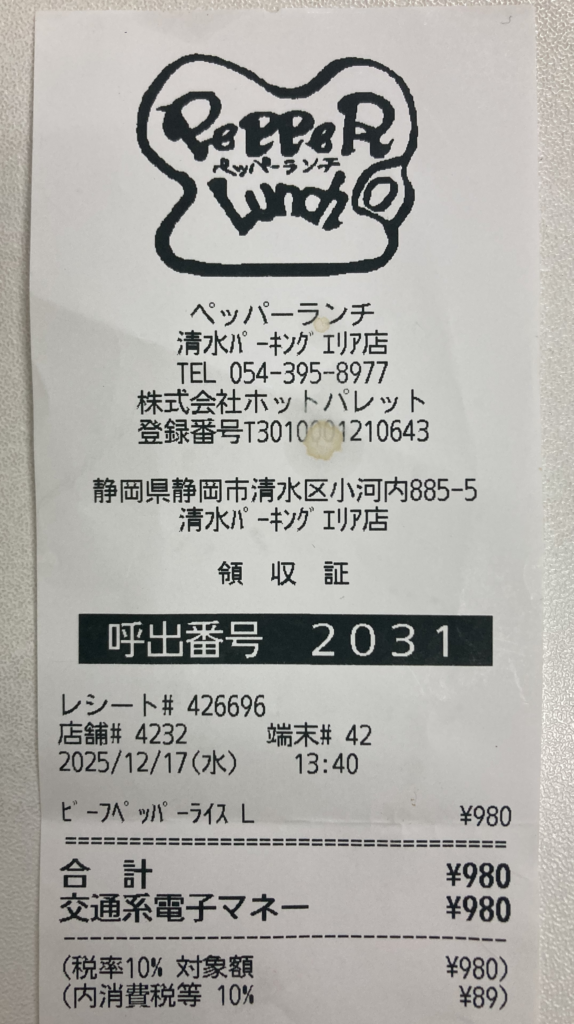 PePPeR
ペッパーランチ
Lunch
ペッパーランチ
清水ﾊﾟｰｷﾝｸﾞｴﾘｱ店
TEL 054-395-8977
株式会社ホットパレット
登録番号T3010001210643
静岡県静岡市清水区小河内885-5
清水ﾊﾟｰｷﾝｸﾞｴﾘｱ店
領 収 証
呼出番号 2031
レシート# 426696
店舗# 4232 端末# 42
2025/12/17(水) 13:40
ﾋﾞｰﾌﾍﾟｯﾊﾟｰﾗｲｽ L ¥980
合 計 ¥980
交通系電子マネー ¥980
(税率10% 対象額 ¥980)
(内消費税等 10% ¥89)